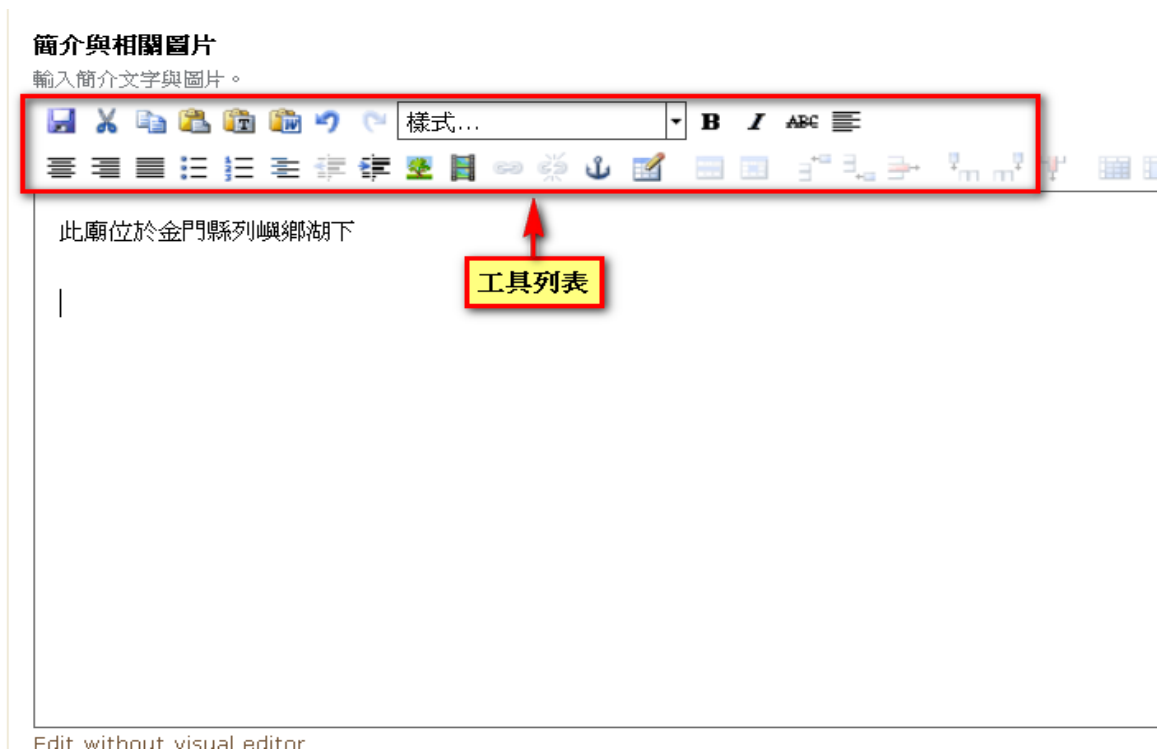 簡介與相關圖片
輸入簡介文字與圖片。
樣式... B I ABC
此廟位於金門縣列嶼鄉湖下
工具列表
Edit without visual editor